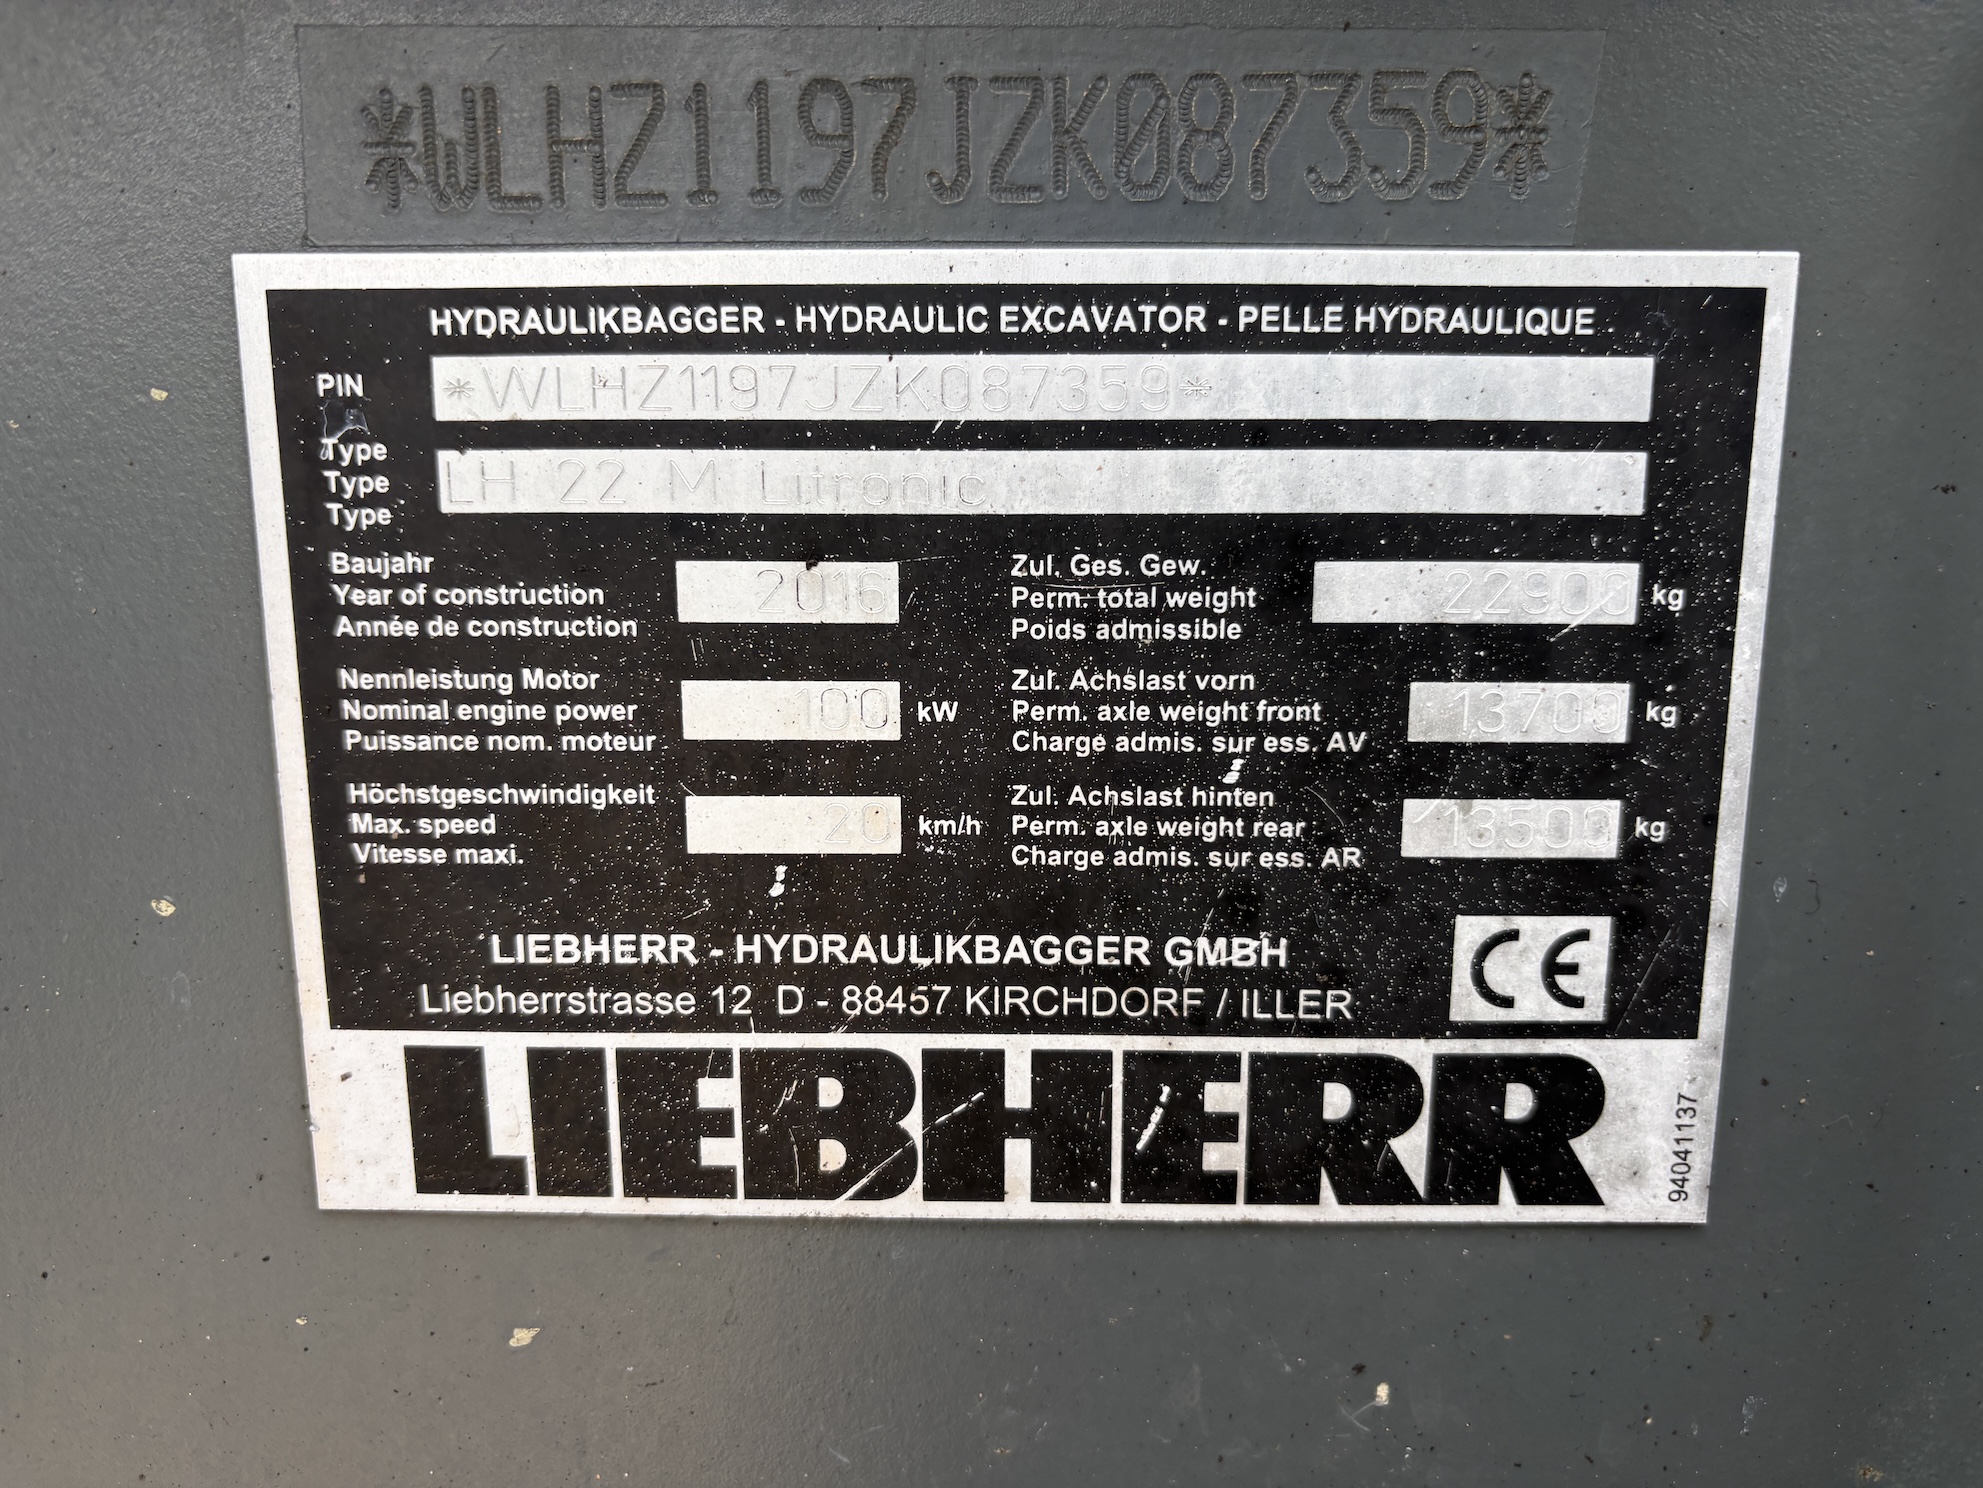 *WLHZ1197JZK087359*
HYDRAULIKBAGGER - HYDRAULIC EXCAVATOR - PELLE HYDRAULIQUE
PIN *WLHZ1197JZK087359*
Type
Type LH 22 M Litronic
Type
Baujahr
Year of construction 2016
Année de construction
Zul. Ges. Gew.
Perm. total weight 22900 kg
Poids admissible
Nennleistung Motor
Nominal engine power 100 kW
Puissance nom. moteur
Zul. Achslast vorn
Perm. axle weight front 13700 kg
Charge admis. sur ess. AV
Höchstgeschwindigkeit
Max. speed 20 km/h
Vitesse maxi.
Zul. Achslast hinten
Perm. axle weight rear 13500 kg
Charge admis. sur ess. AR
LIEBHERR - HYDRAULIKBAGGER GMBH
Liebherrstrasse 12 D - 88457 KIRCHDORF / ILLER
CE
LIEBHERR
94041137